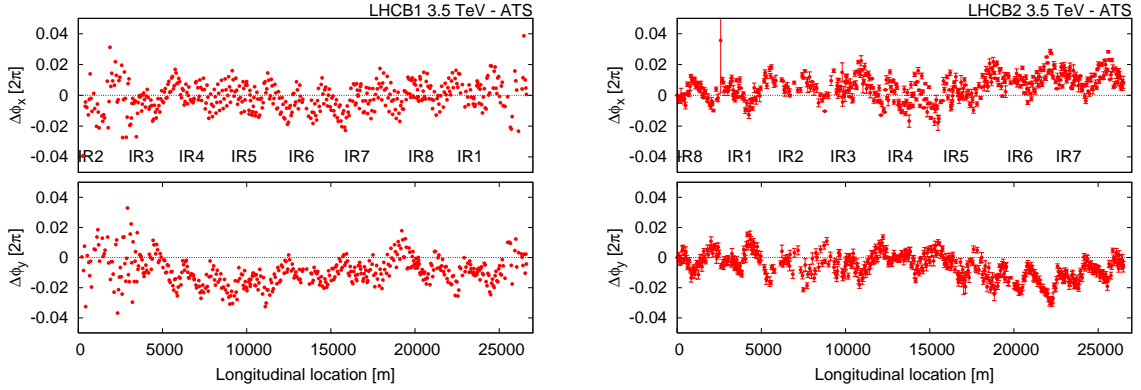 LHCB1 3.5 TeV - ATS
0.04
0.02
0
-0.02
-0.04
Δϕx [2π]
IR2 IR3 IR4 IR5 IR6 IR7 IR8 IR1
0.04
0.02
0
-0.02
-0.04
Δϕy [2π]
0 5000 10000 15000 20000 25000
Longitudinal location [m]
LHCB2 3.5 TeV - ATS
0.04
0.02
0
-0.02
-0.04
Δϕx [2π]
IR8 IR1 IR2 IR3 IR4 IR5 IR6 IR7
0.04
0.02
0
-0.02
-0.04
Δϕy [2π]
0 5000 10000 15000 20000 25000
Longitudinal location [m]